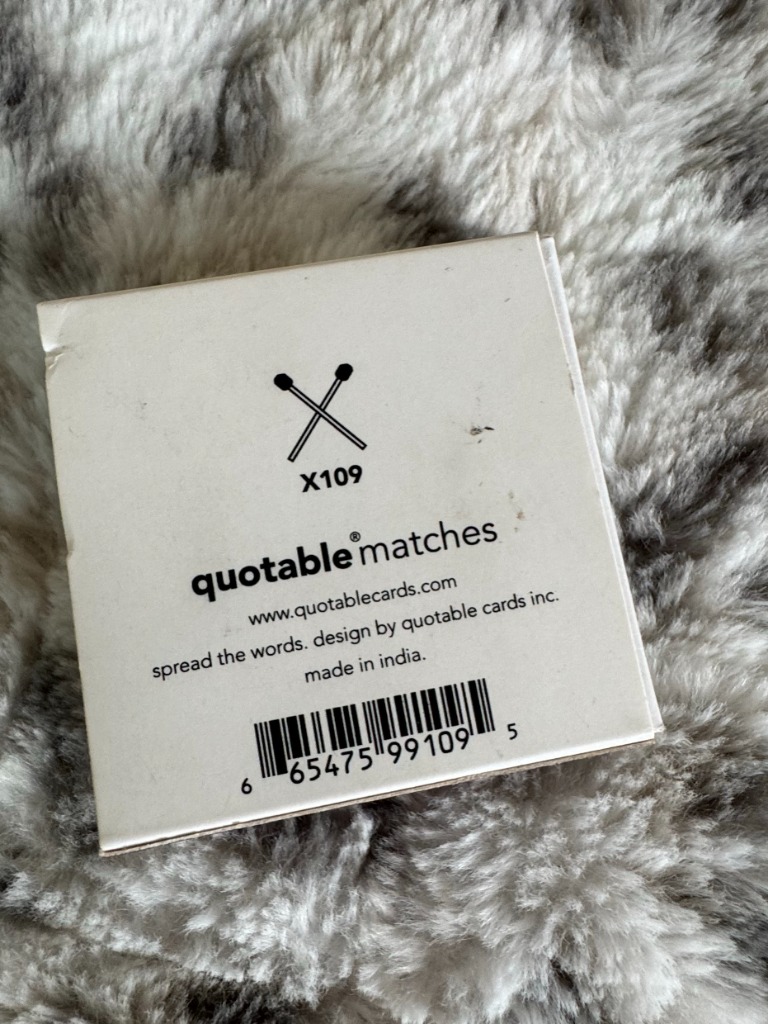 X109
quotable® matches
www.quotablecards.com
spread the words. design by quotable cards inc.
made in india.
6 65475 99109 5